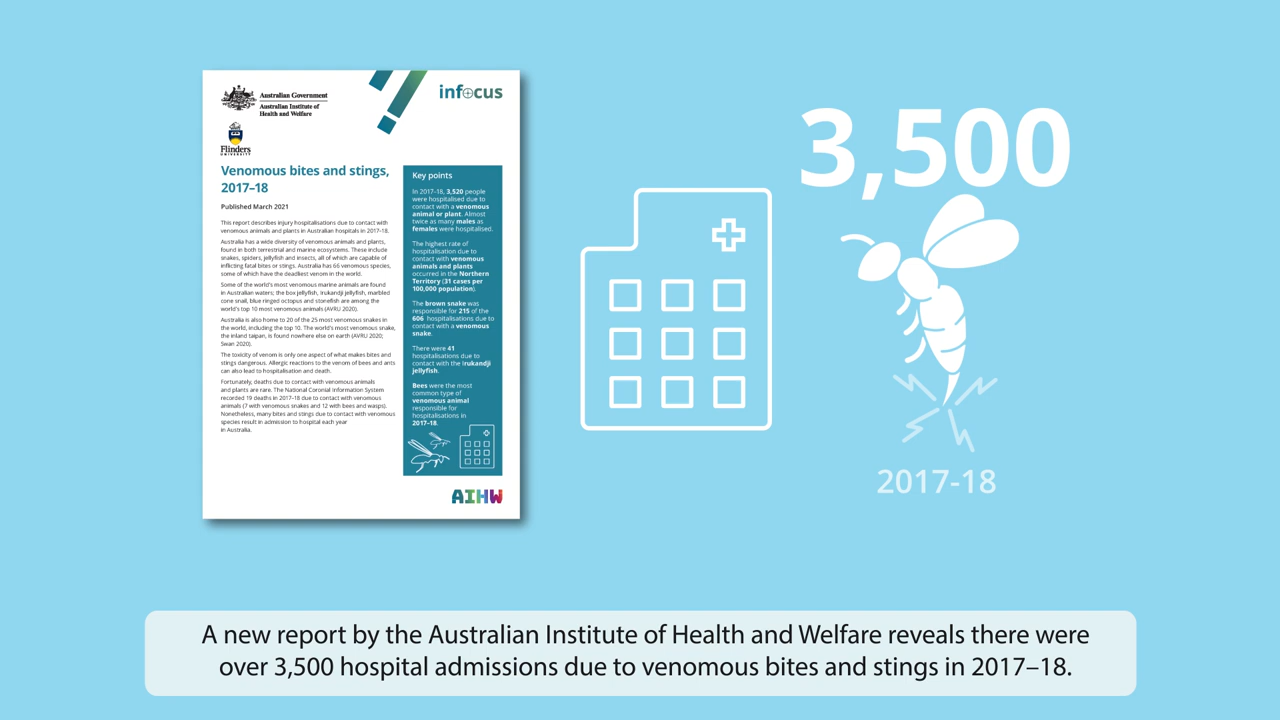 Australian Government
Australian Institute of
Health and Welfare
Flinders
UNIVERSITY
infocus
Venomous bites and stings,
2017–18
Published March 2021
This report describes injury hospitalisations due to contact with
venomous animals and plants in Australian hospitals in 2017-18.
Australia has a wide diversity of venomous animals and plants,
found in both terrestrial and marine ecosystems. These include
snakes, spiders, jellyfish and insects, all of which are capable of
inflicting fatal bites or stings. Australia has 66 venomous species,
some of which have the deadliest venom in the world.
Some of the world's most venomous marine animals are found
in Australian waters; the box jellyfish, Irukandji jellyfish, marbled
cone snail, blue ringed octopus and stonefish are among the
world's top 10 most venomous animals (AVRU 2020).
Australia is also home to 20 of the 25 most venomous snakes in
the world, including the top 10. The world's most venomous snake,
the inland taipan, is found nowhere else on earth (AVRU 2020;
Swan 2020).
The toxicity of venom is only one aspect of what makes bites and
stings dangerous. Allergic reactions to the venom of bees and ants
can also lead to hospitalisation and death.
Fortunately, deaths due to contact with venomous animals
and plants are rare. The National Coronial Information System
recorded 19 deaths in 2017–18 due to contact with venomous
animals (7 with venomous snakes and 12 with bees and wasps).
Nonetheless, many bites and stings due to contact with venomous
species result in admission to hospital each year
in Australia.
Key points
In 2017–18, 3,520 people
were hospitalised due to
contact with a venomous
animal or plant. Almost
twice as many males as
females were hospitalised.
The highest rate of
hospitalisation due to
contact with venomous
animals and plants
occurred in the Northern
Territory (31 cases per
100,000 population).
The brown snake was
responsible for 215 of the
606 hospitalisations due to
contact with a venomous
snake.
There were 41
hospitalisations due to
contact with the Irukandji
jellyfish.
Bees were the most
common type of
venomous animal
responsible for
hospitalisations in
2017–18.
AIHW
3,500
2017-18
A new report by the Australian Institute of Health and Welfare reveals there were
over 3,500 hospital admissions due to venomous bites and stings in 2017–18.